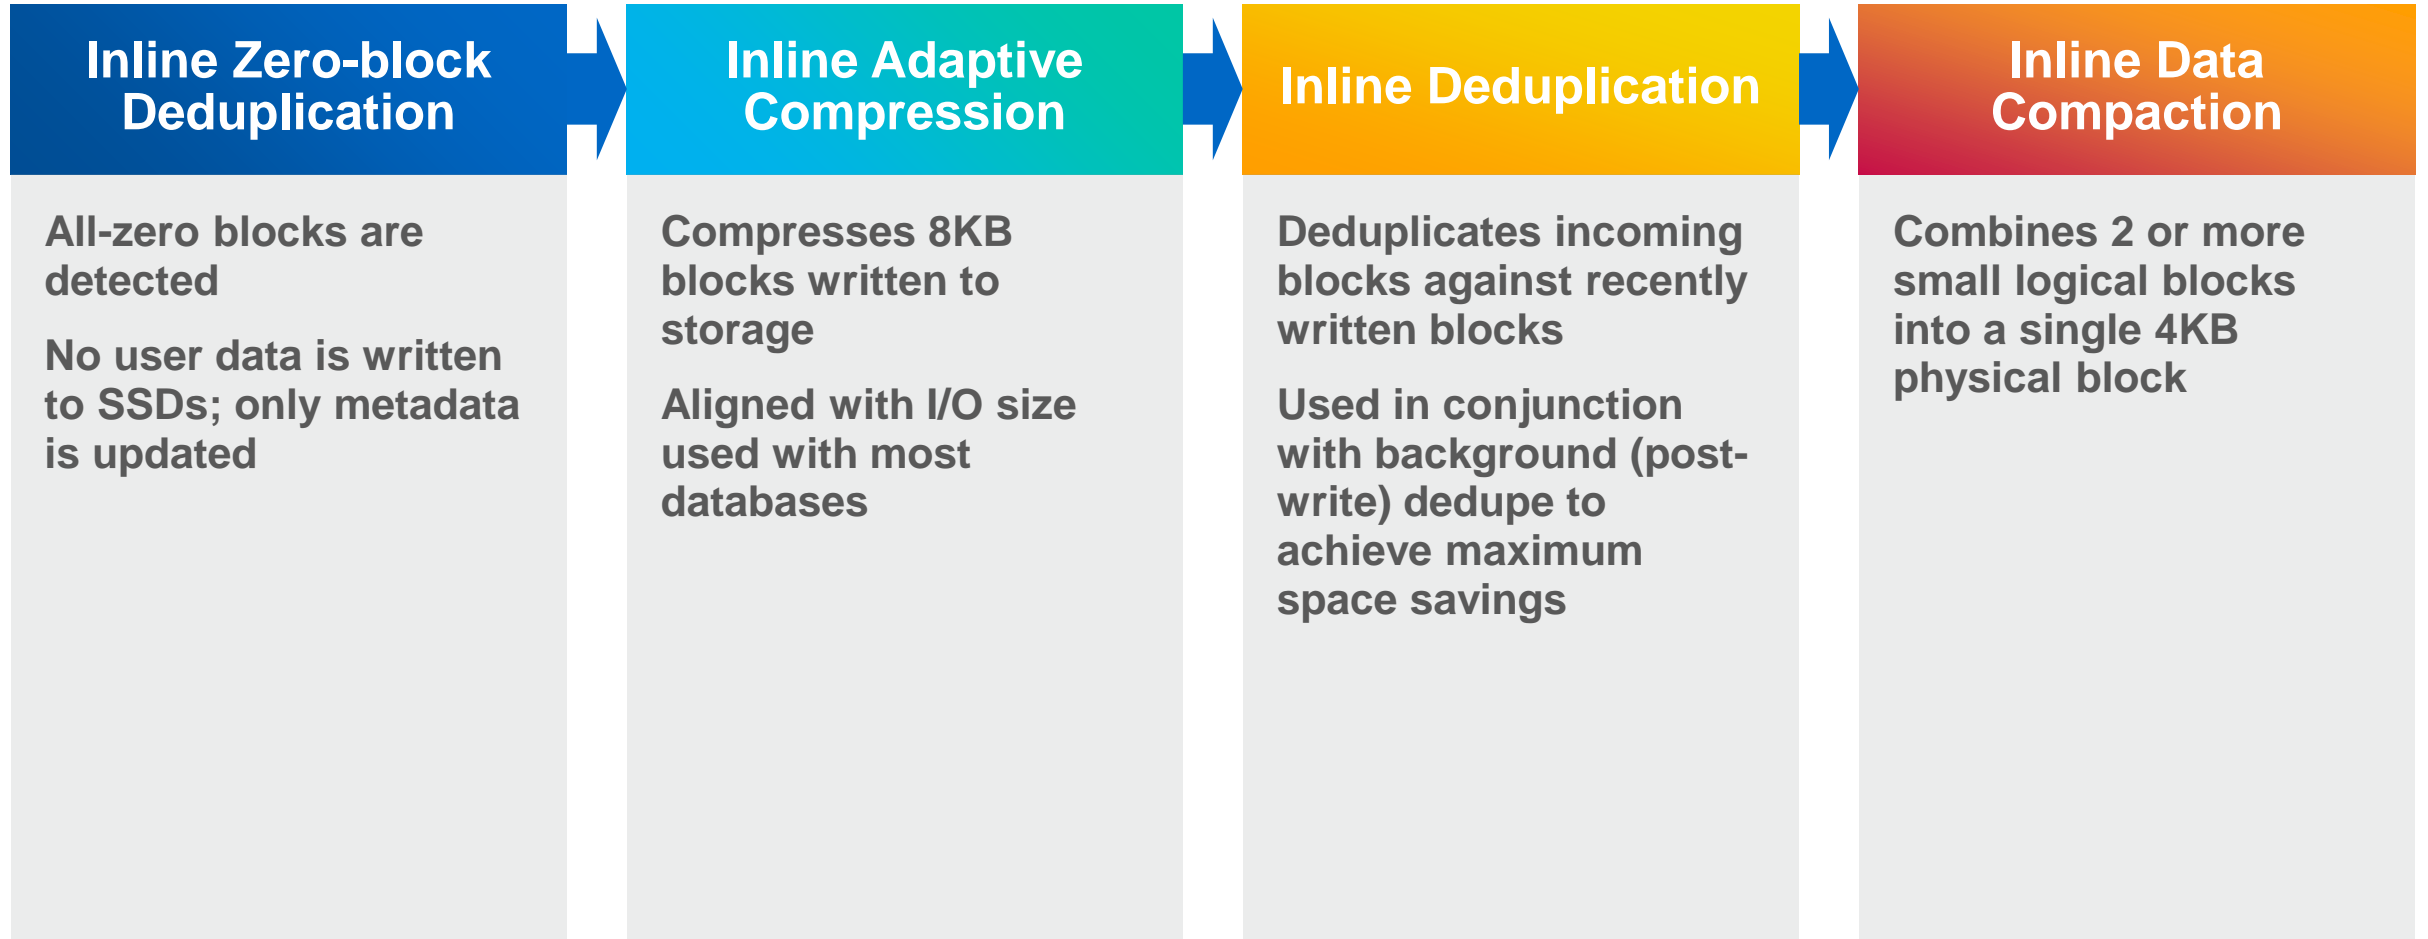 Inline Zero-block
Deduplication
All-zero blocks are
detected
No user data is written
to SSDs; only metadata
is updated
Inline Adaptive
Compression
Compresses 8KB
blocks written to
storage
Aligned with I/O size
used with most
databases
Inline Deduplication
Deduplicates incoming
blocks against recently
written blocks
Used in conjunction
with background (post-
write) dedupe to
achieve maximum
space savings
Inline Data
Compaction
Combines 2 or more
small logical blocks
into a single 4KB
physical block